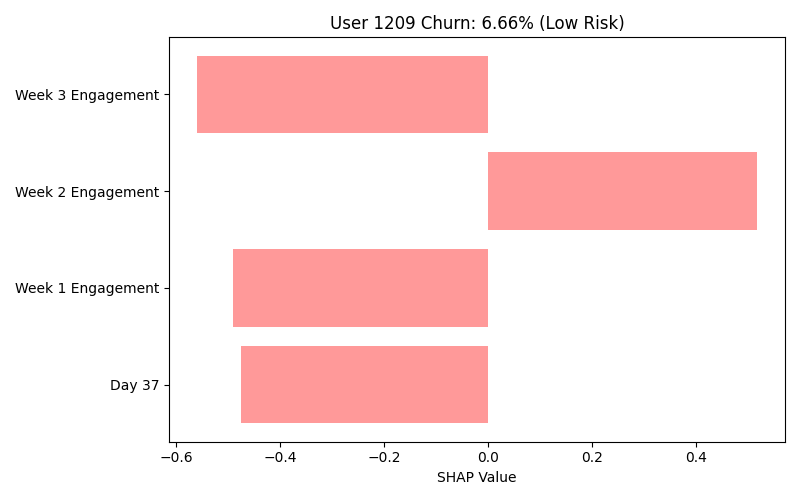 User 1209 Churn: 6.66% (Low Risk)
Week 3 Engagement
Week 2 Engagement
Week 1 Engagement
Day 37
−0.6 −0.4 −0.2 0.0 0.2 0.4
SHAP Value